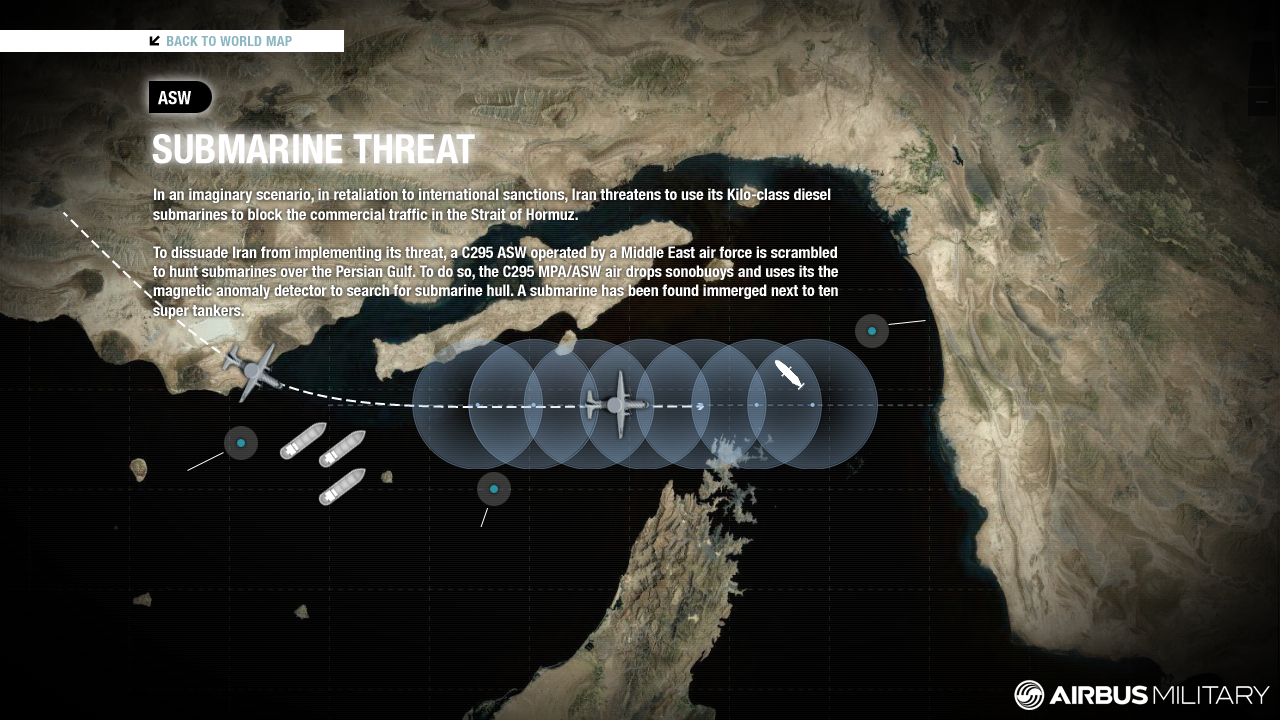 BACK TO WORLD MAP
ASW
SUBMARINE THREAT
In an imaginary scenario, in retaliation to international sanctions, Iran threatens to use its Kilo-class diesel
submarines to block the commercial traffic in the Strait of Hormuz.
To dissuade Iran from implementing its threat, a C295 ASW operated by a Middle East air force is scrambled
to hunt submarines over the Persian Gulf. To do so, the C295 MPA/ASW air drops sonobuoys and uses its the
magnetic anomaly detector to search for submarine hull. A submarine has been found immerged next to ten
super tankers.
AIRBUS MILITARY